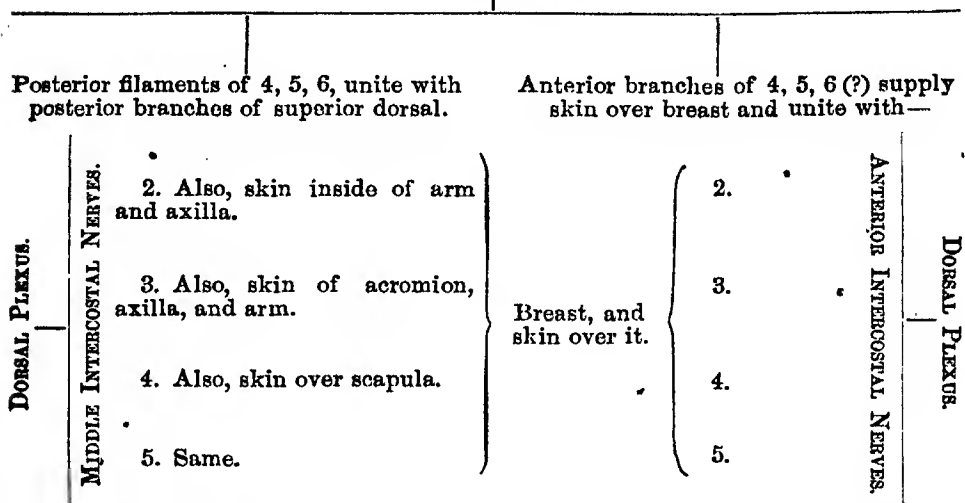 Posterior filaments of 4, 5, 6, unite with
posterior branches of superior dorsal.
Anterior branches of 4, 5, 6 (?) supply
skin over breast and unite with—
DORSAL PLEXUS.
MIDDLE INTERCOSTAL NERVES.
2. Also, skin inside of arm
and axilla.
3. Also, skin of acromion,
axilla, and arm.
4. Also, skin over scapula.
5. Same.
Breast, and
skin over it.
2.
3.
4.
5.
ANTERIOR INTERCOSTAL NERVES.
DORSAL PLEXUS.